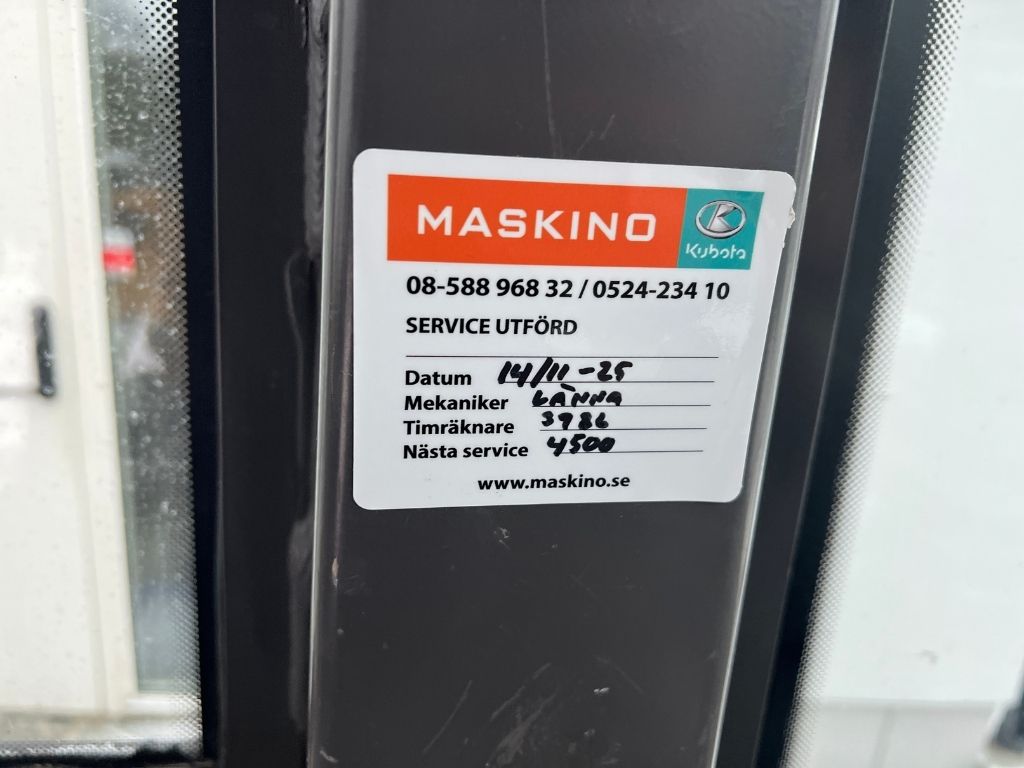 MASKINO
Kubota
08-588 968 32 / 0524-234 10
SERVICE UTFÖRD
Datum 14/11-25
Mekaniker LÄNNA
Timräknare 3986
Nästa service 4500
www.maskino.se